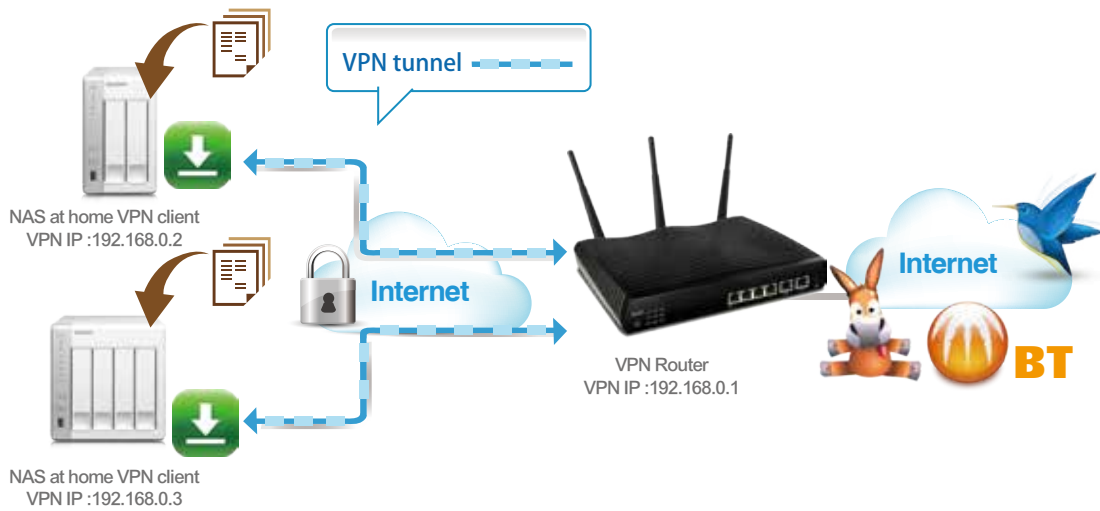 VPN tunnel
NAS at home VPN client
VPN IP :192.168.0.2
Internet
Internet
VPN Router
VPN IP :192.168.0.1
BT
NAS at home VPN client
VPN IP :192.168.0.3